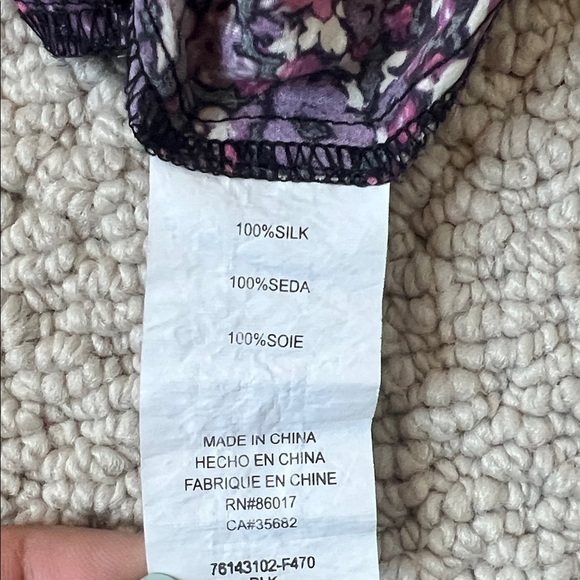 100%SILK
100%SEDA
100%SOIE
MADE IN CHINA
HECHO EN CHINA
FABRIQUE EN CHINE
RN#86017
CA#35682
76143102-F470
BLK